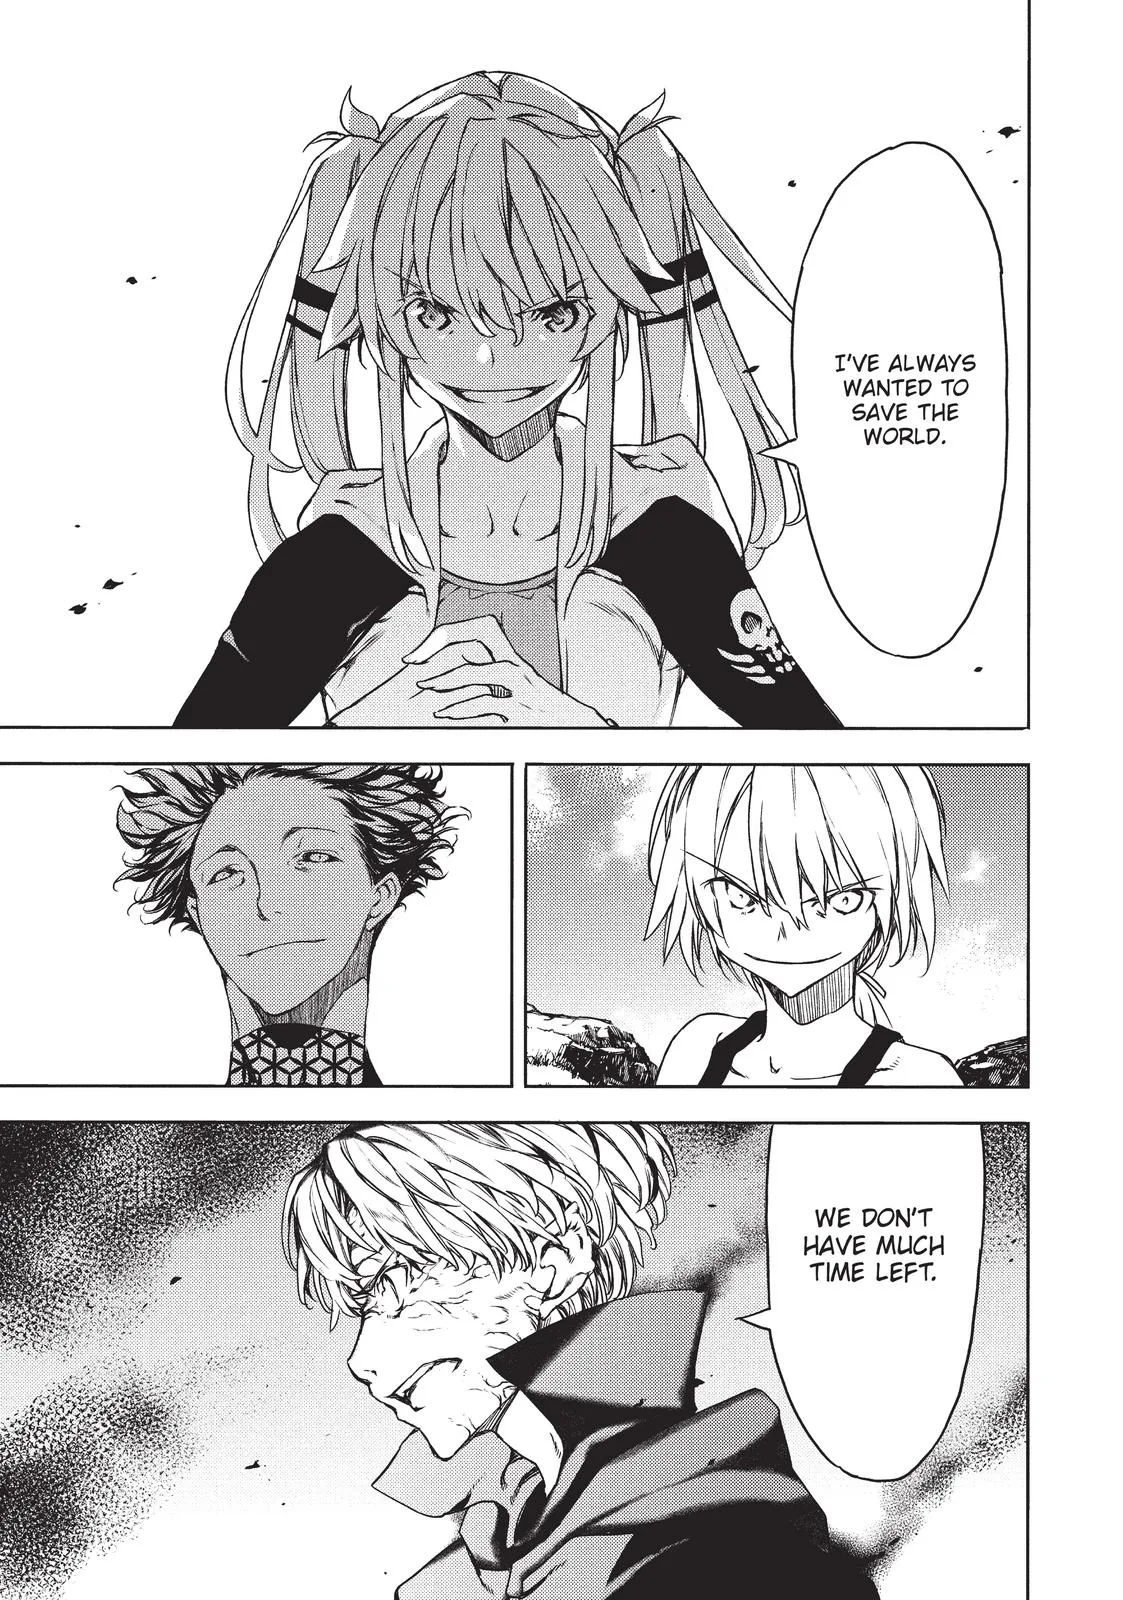 I'VE ALWAYS
WANTED TO
SAVE THE
WORLD.
WE DON'T
HAVE MUCH
TIME LEFT.